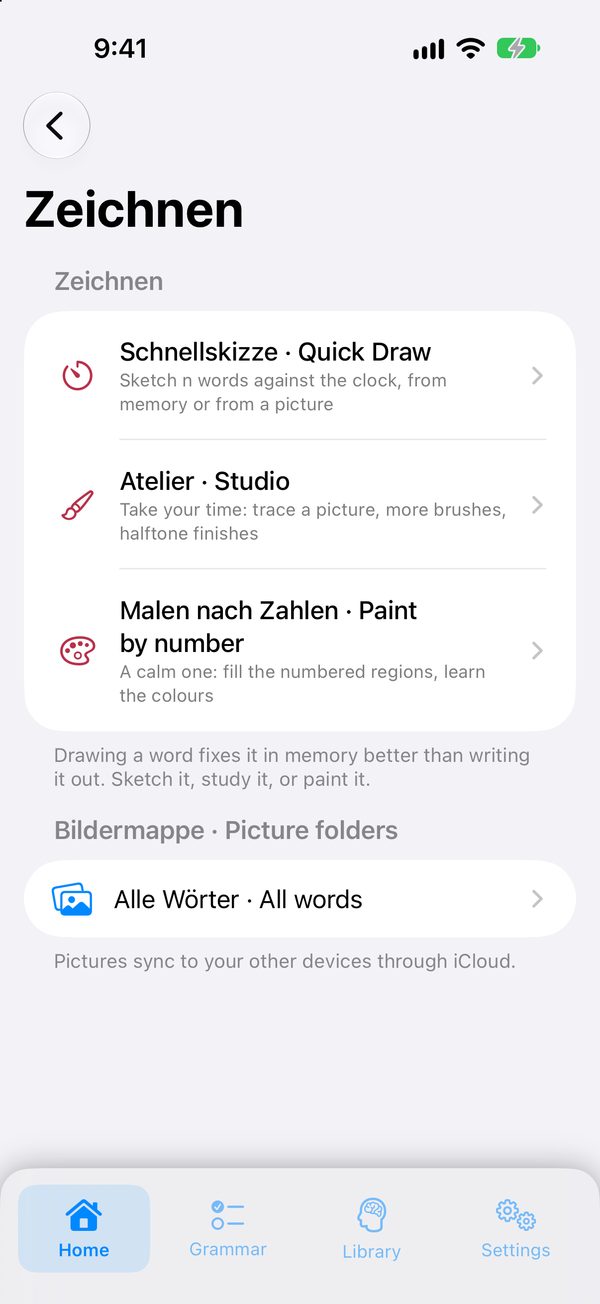 9:41
Zeichnen
Zeichnen
Schnellskizze · Quick Draw
Sketch n words against the clock, from
memory or from a picture
Atelier · Studio
Take your time: trace a picture, more brushes,
halftone finishes
Malen nach Zahlen · Paint
by number
A calm one: fill the numbered regions, learn
the colours
Drawing a word fixes it in memory better than writing
it out. Sketch it, study it, or paint it.
Bildermappe · Picture folders
Alle Wörter · All words
Pictures sync to your other devices through iCloud.
Home
Grammar
Library
Settings